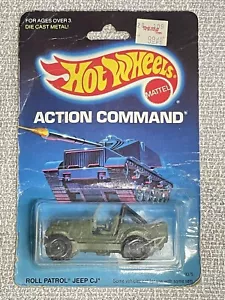 FOR AGES OVER 3.
DIE CAST METAL!
Hot Wheels
MATTEL
ACTION COMMAND
ROLL PATROL® JEEP CJ®